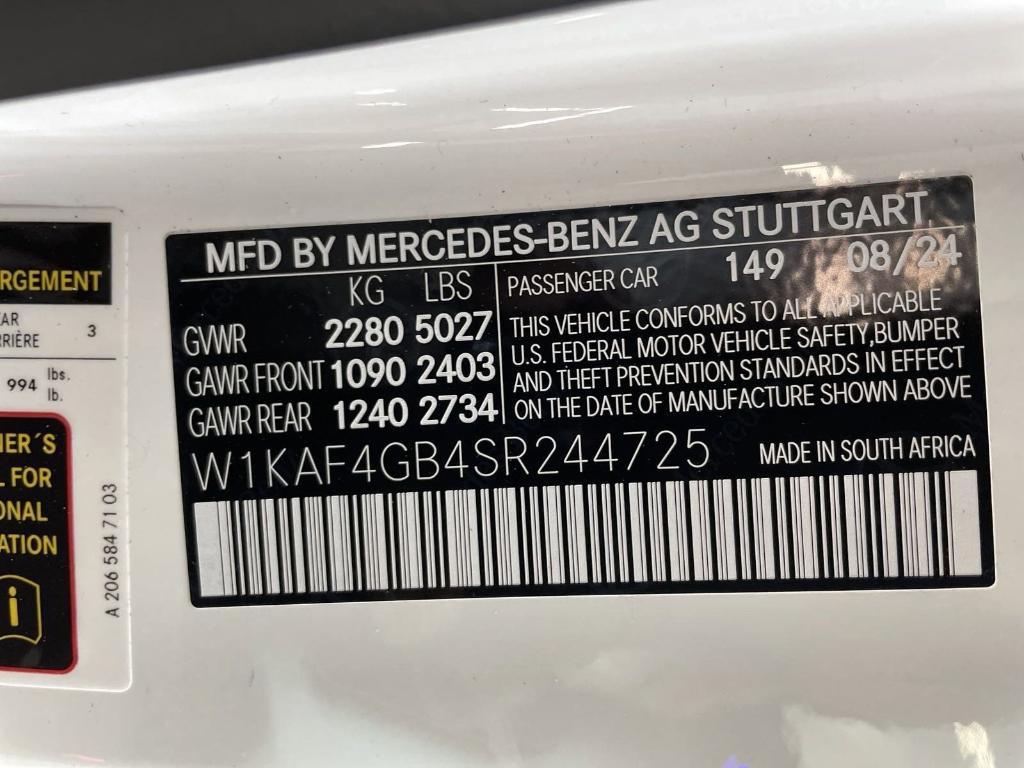 RGEMENT
AR
RRIÈRE 3
994 lbs.
lb.
NER´S
L FOR
ONAL
ATION
i
A 206 584 71 03
MFD BY MERCEDES-BENZ AG STUTTGART
KG LBS
GVWR 2280 5027
GAWR FRONT 1090 2403
GAWR REAR 1240 2734
PASSENGER CAR 149 08/24
THIS VEHICLE CONFORMS TO ALL APPLICABLE
U.S. FEDERAL MOTOR VEHICLE SAFETY,BUMPER
AND THEFT PREVENTION STANDARDS IN EFFECT
ON THE DATE OF MANUFACTURE SHOWN ABOVE
W1KAF4GB4SR244725 MADE IN SOUTH AFRICA